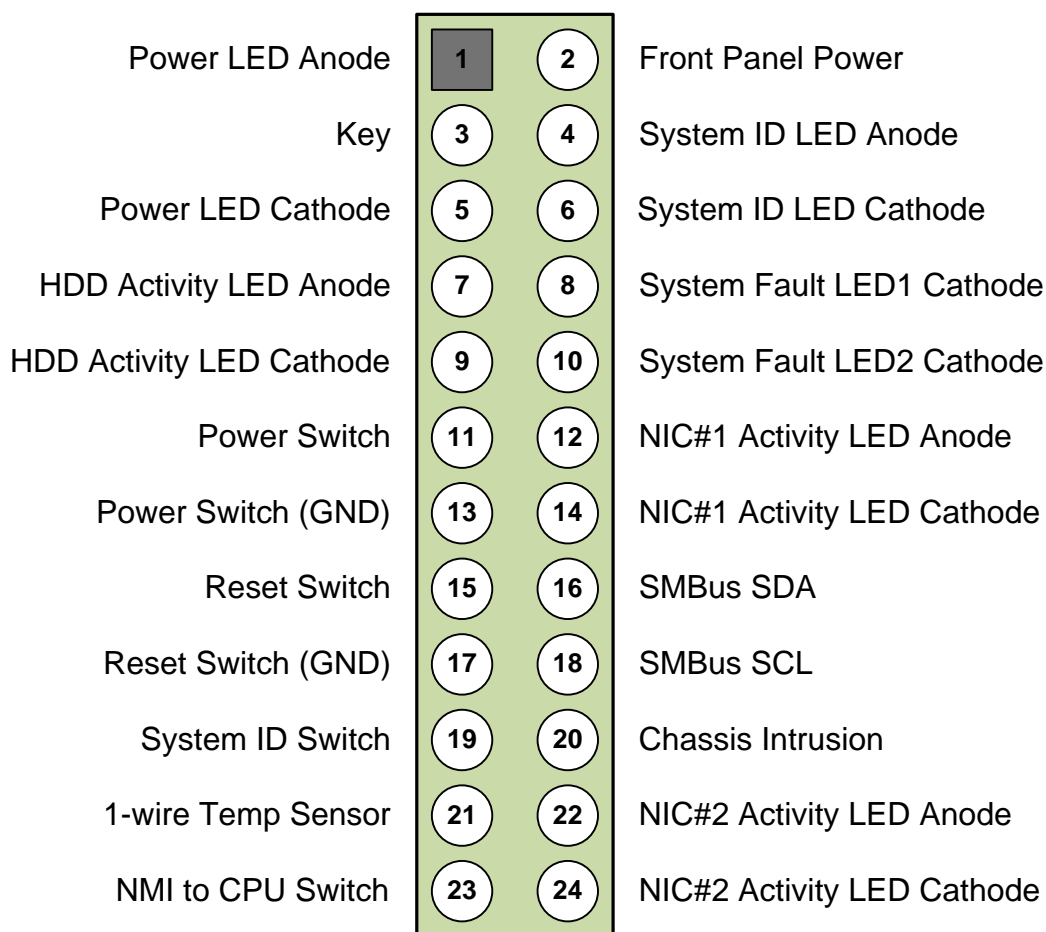 Power LED Anode 1 2 Front Panel Power
Key 3 4 System ID LED Anode
Power LED Cathode 5 6 System ID LED Cathode
HDD Activity LED Anode 7 8 System Fault LED1 Cathode
HDD Activity LED Cathode 9 10 System Fault LED2 Cathode
Power Switch 11 12 NIC#1 Activity LED Anode
Power Switch (GND) 13 14 NIC#1 Activity LED Cathode
Reset Switch 15 16 SMBus SDA
Reset Switch (GND) 17 18 SMBus SCL
System ID Switch 19 20 Chassis Intrusion
1-wire Temp Sensor 21 22 NIC#2 Activity LED Anode
NMI to CPU Switch 23 24 NIC#2 Activity LED Cathode